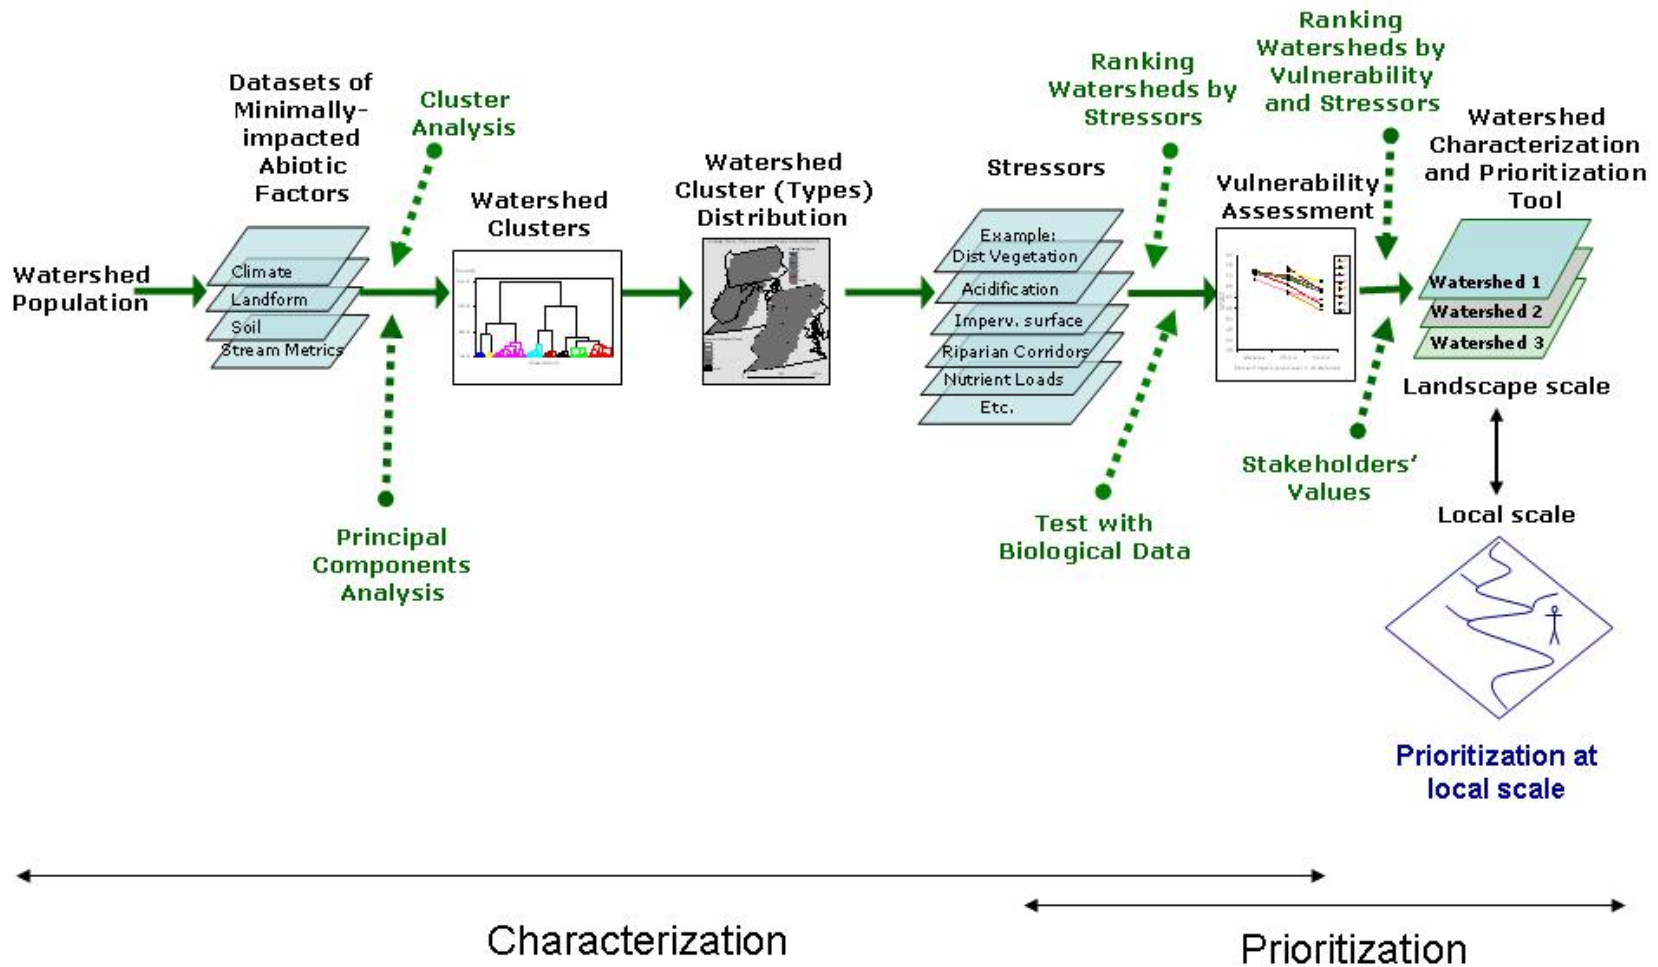 Watershed
Population
Datasets of
Minimally-
impacted
Abiotic
Factors
Climate
Landform
Soil
Stream Metrics
Cluster
Analysis
Principal
Components
Analysis
Watershed
Clusters
Watershed
Cluster (Types)
Distribution
Stressors
Example:
Dist Vegetation
Acidification
Imperv. surface
Riparian Corridors
Nutrient Loads
Etc.
Ranking
Watersheds by
Stressors
Test with
Biological Data
Vulnerability
Assessment
Ranking
Watersheds by
Vulnerability
and Stressors
Stakeholders’
Values
Watershed
Characterization
and Prioritization
Tool
Watershed 1
Watershed 2
Watershed 3
Landscape scale
Local scale
Prioritization at
local scale
Characterization
Prioritization